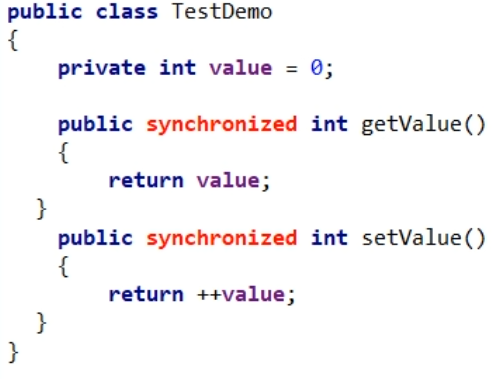 public class TestDemo
{
    private int value = 0;

    public synchronized int getValue()
    {
        return value;
  }
    public synchronized int setValue()
    {
        return ++value;
  }
}